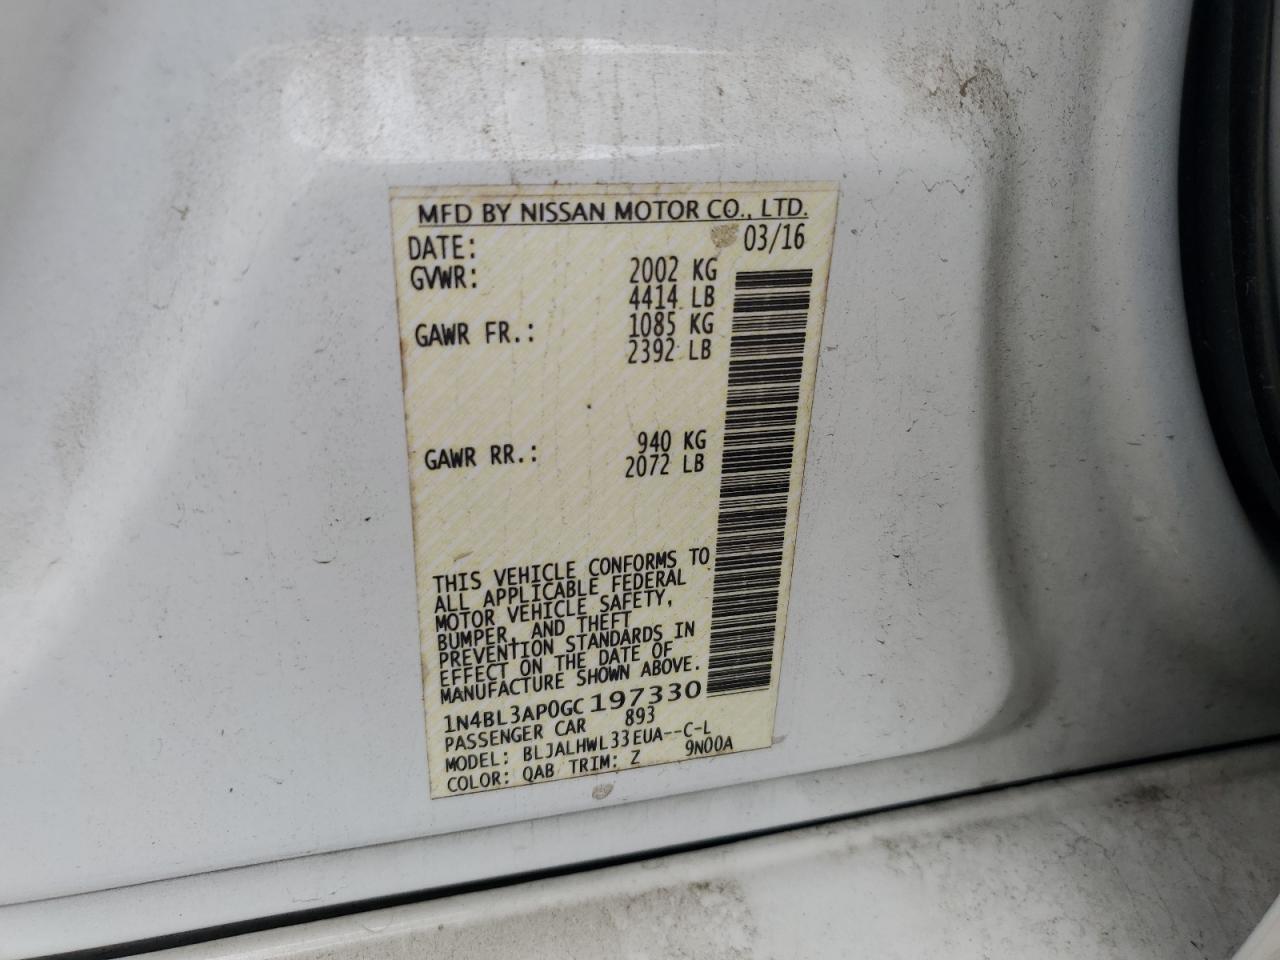 MFD BY NISSAN MOTOR CO., LTD.
DATE: 03/16
GVWR: 2002 KG
4414 LB
GAWR FR.: 1085 KG
2392 LB
GAWR RR.: 940 KG
2072 LB
THIS VEHICLE CONFORMS TO
ALL APPLICABLE FEDERAL
MOTOR VEHICLE SAFETY,
BUMPER, AND THEFT
PREVENTION STANDARDS IN
EFFECT ON THE DATE OF
MANUFACTURE SHOWN ABOVE.
1N4BL3AP0GC197330
PASSENGER CAR 893
MODEL: BLJALHWL33EUA--C-L
COLOR: QAB TRIM: Z 9N00A